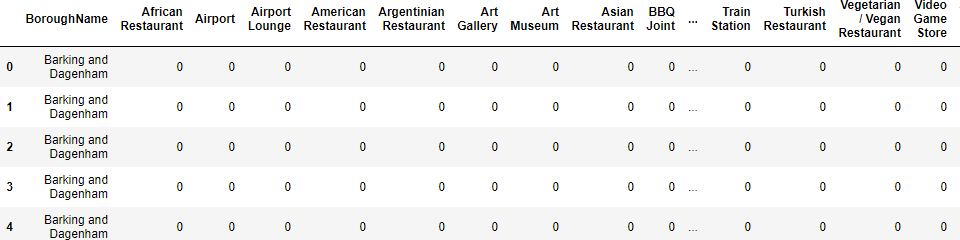 BoroughName African Restaurant Airport Airport Lounge American Restaurant Argentinian Restaurant Art Gallery Art Museum Asian Restaurant BBQ Joint ... Train Station Turkish Restaurant Vegetarian / Vegan Restaurant Video Game Store
0 Barking and Dagenham 0 0 0 0 0 0 0 0 0 ... 0 0 0 0
1 Barking and Dagenham 0 0 0 0 0 0 0 0 0 ... 0 0 0 0
2 Barking and Dagenham 0 0 0 0 0 0 0 0 0 ... 0 0 0 0
3 Barking and Dagenham 0 0 0 0 0 0 0 0 0 ... 0 0 0 0
4 Barking and Dagenham 0 0 0 0 0 0 0 0 0 ... 0 0 0 0